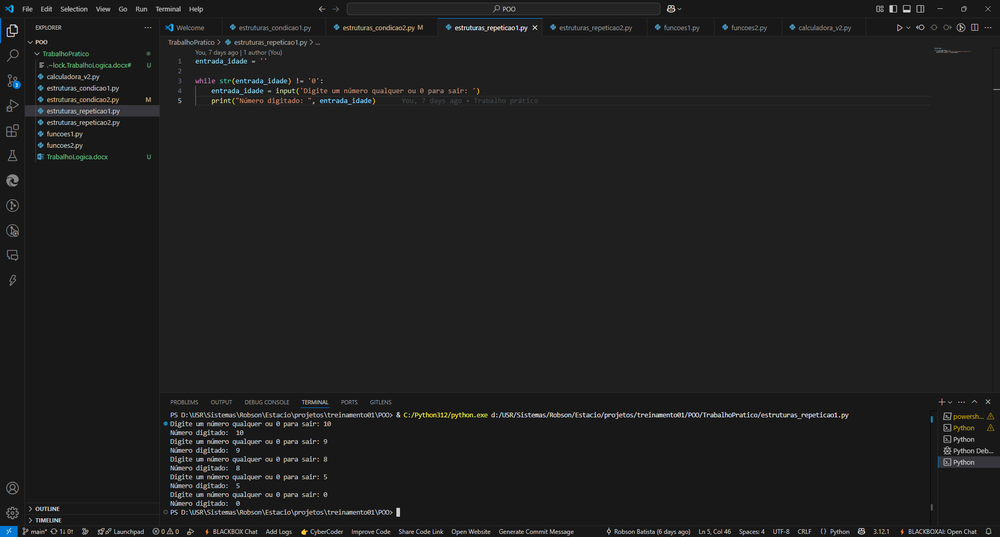 File Edit Selection View Go Run Terminal Help
POO
EXPLORER
POO
TrabalhoPratico
.~lock.TrabalhoLogica.docx# U
calculadora_v2.py
estruturas_condicao1.py
estruturas_condicao2.py M
estruturas_repeticao1.py
estruturas_repeticao2.py
funcoes1.py
funcoes2.py
TrabalhoLogica.docx U
OUTLINE
TIMELINE
3
Welcome estruturas_condicao1.py estruturas_condicao2.py M estruturas_repeticao1.py estruturas_repeticao2.py funcoes1.py funcoes2.py calculadora_v2.py
TrabalhoPratico > estruturas_repeticao1.py > ...
You, 7 days ago | 1 author (You)
1 entrada_idade = ''
2
3 while str(entrada_idade) != '0':
4 entrada_idade = input('Digite um número qualquer ou 0 para sair: ')
5 print("Número digitado: ", entrada_idade) You, 7 days ago • Trabalho prático
PROBLEMS OUTPUT DEBUG CONSOLE TERMINAL PORTS GITLENS
PS D:\USR\Sistemas\Robson\Estacio\projetos\treinamento01\POO> & C:/Python312/python.exe d:/USR/Sistemas/Robson/Estacio/projetos/treinamento01/POO/TrabalhoPratico/estruturas_repeticao1.py
Digite um número qualquer ou 0 para sair: 10
Número digitado:  10
Digite um número qualquer ou 0 para sair: 9
Número digitado:  9
Digite um número qualquer ou 0 para sair: 8
Número digitado:  8
Digite um número qualquer ou 0 para sair: 5
Número digitado:  5
Digite um número qualquer ou 0 para sair: 0
Número digitado:  0
PS D:\USR\Sistemas\Robson\Estacio\projetos\treinamento01\POO>
powersh...
Python
Python
Python Deb...
Python
main* 1↓ 0↑ Launchpad 0 0 BLACKBOX Chat Add Logs CyberCoder Improve Code Share Code Link Open Website Generate Commit Message Robson Batista (6 days ago) Ln 5, Col 46 Spaces: 4 UTF-8 CRLF {} Python 3.12.1 BLACKBOXAI: Open Chat